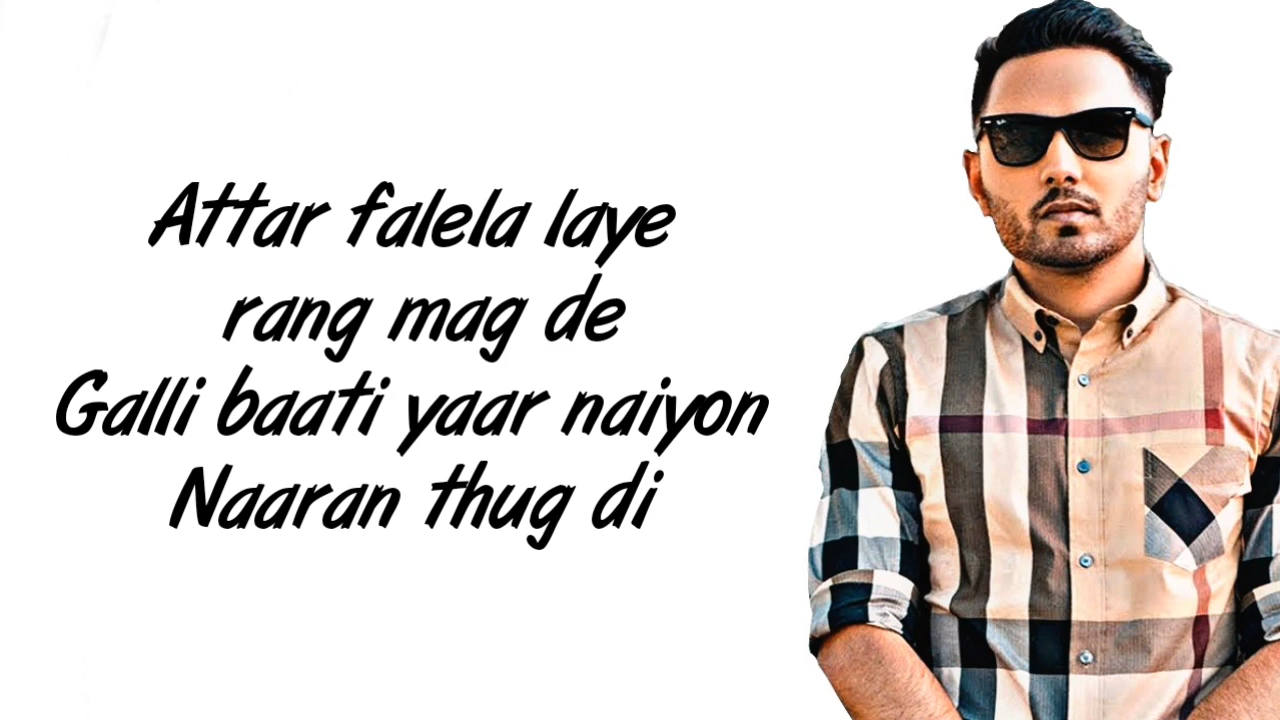 Attar falela laye
rang mag de
Galli baati yaar naiyon
Naaran thug di